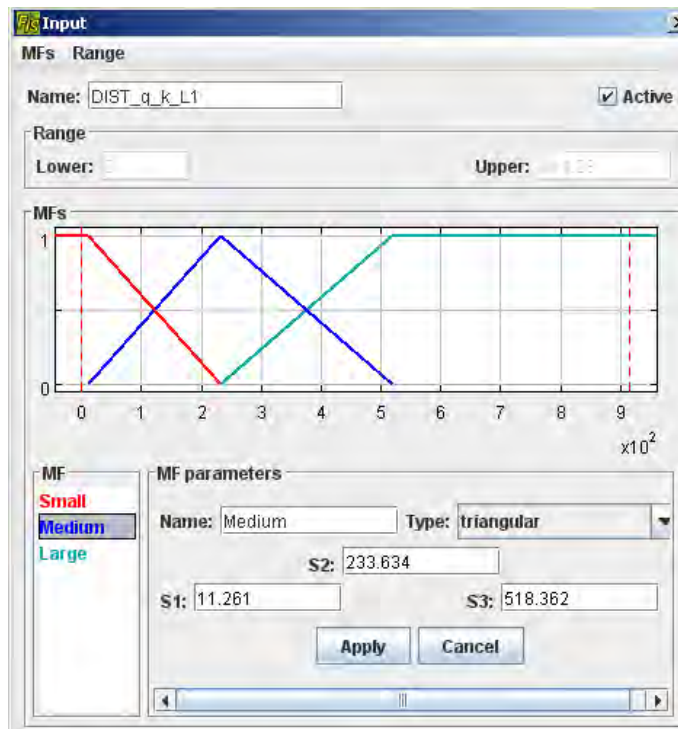 Fis Input
MFs Range
Name: DIST_q_k_L1 Active
Range
Lower: Upper:
MFs
1
0
0 1 2 3 4 5 6 7 8 9
x10²
MF
Small
Medium
Large
MF parameters
Name: Medium Type: triangular
S2: 233.634
S1: 11.261 S3: 518.362
Apply Cancel